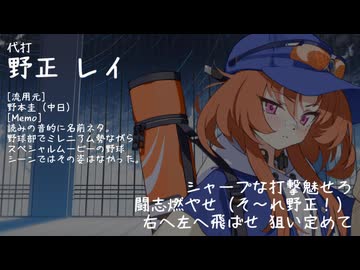 代打
野正 レイ
[流用元]
野本圭（中日）
[Memo]
読みの音的に名前ネタ。
野球部でミレニアム勢ながら
スペシャルムービーの野球
シーンではその姿はなかった。
シャープな打撃魅せろ
闘志燃やせ（そ〜れ野正！）
右へ左へ飛ばせ 狙い定めて